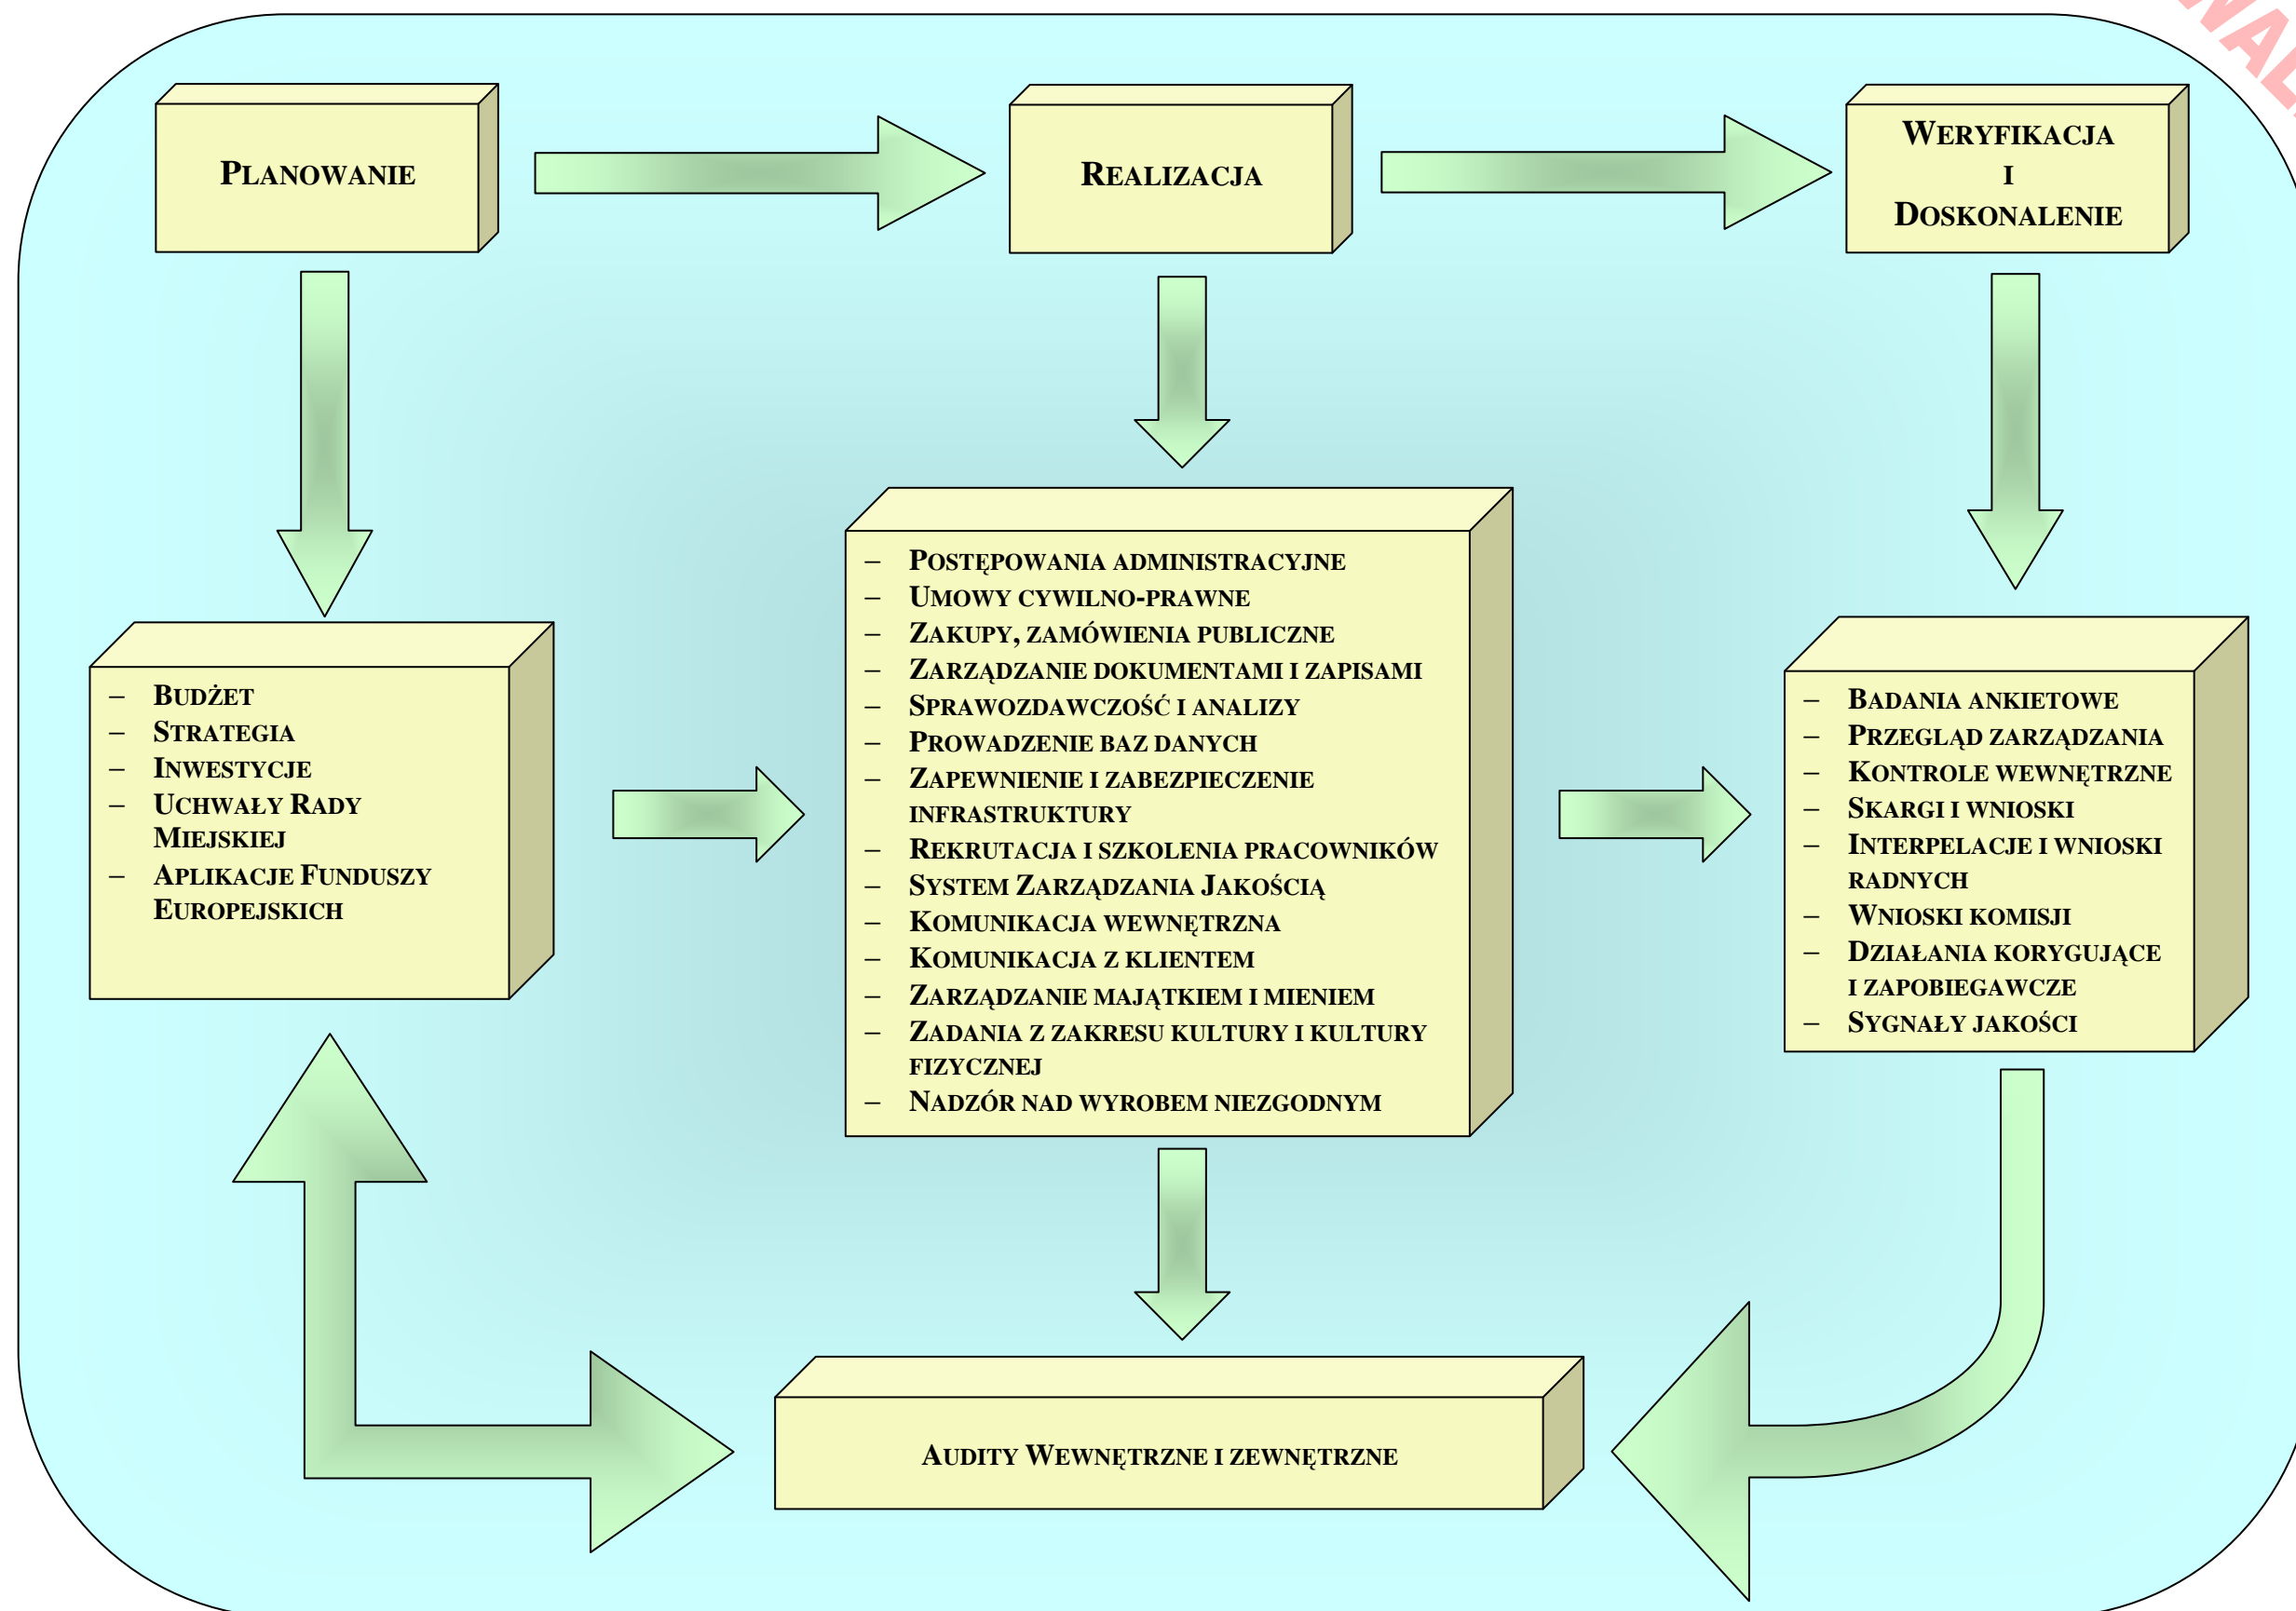 PLANOWANIE
REALIZACJA
WERYFIKACJA
I
DOSKONALENIE
– BUDŻET
– STRATEGIA
– INWESTYCJE
– UCHWAŁY RADY
MIEJSKIEJ
– APLIKACJE FUNDUSZY
EUROPEJSKICH
– POSTĘPOWANIA ADMINISTRACYJNE
– UMOWY CYWILNO-PRAWNE
– ZAKUPY, ZAMÓWIENIA PUBLICZNE
– ZARZĄDZANIE DOKUMENTAMI I ZAPISAMI
– SPRAWOZDAWCZOŚĆ I ANALIZY
– PROWADZENIE BAZ DANYCH
– ZAPEWNIENIE I ZABEZPIECZENIE
INFRASTRUKTURY
– REKRUTACJA I SZKOLENIA PRACOWNIKÓW
– SYSTEM ZARZĄDZANIA JAKOŚCIĄ
– KOMUNIKACJA WEWNĘTRZNA
– KOMUNIKACJA Z KLIENTEM
– ZARZĄDZANIE MAJĄTKIEM I MIENIEM
– ZADANIA Z ZAKRESU KULTURY I KULTURY
FIZYCZNEJ
– NADZÓR NAD WYROBEM NIEZGODNYM
– BADANIA ANKIETOWE
– PRZEGLĄD ZARZĄDZANIA
– KONTROLE WEWNĘTRZNE
– SKARGI I WNIOSKI
– INTERPELACJE I WNIOSKI
RADNYCH
– WNIOSKI KOMISJI
– DZIAŁANIA KORYGUJĄCE
I ZAPOBIEGAWCZE
– SYGNAŁY JAKOŚCI
AUDITY WEWNĘTRZNE I ZEWNĘTRZNE